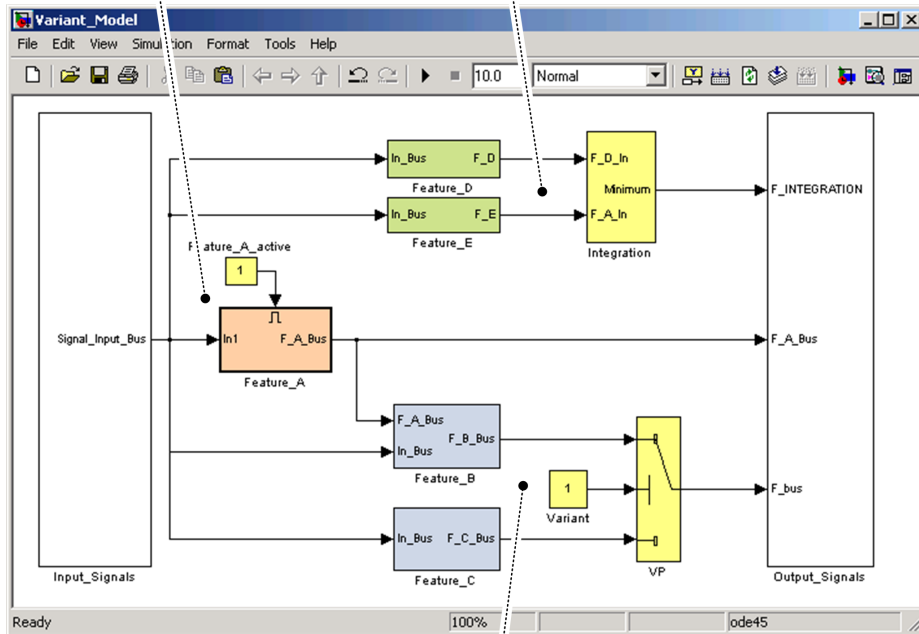 Variant_Model
File Edit View Simulation Format Tools Help
10.0 Normal
In_Bus F_D
Feature_D
F_D_In
Minimum
F_A_In
Integration
F_INTEGRATION
In_Bus F_E
Feature_E
F ature_A_active
1
Signal_Input_Bus
In1 F_A_Bus
Feature_A
F_A_Bus
F_A_Bus
F_B_Bus
In_Bus
Feature_B
1
Variant
F_bus
In_Bus F_C_Bus
Feature_C
VP
Input_Signals
Output_Signals
Ready 100% ode45